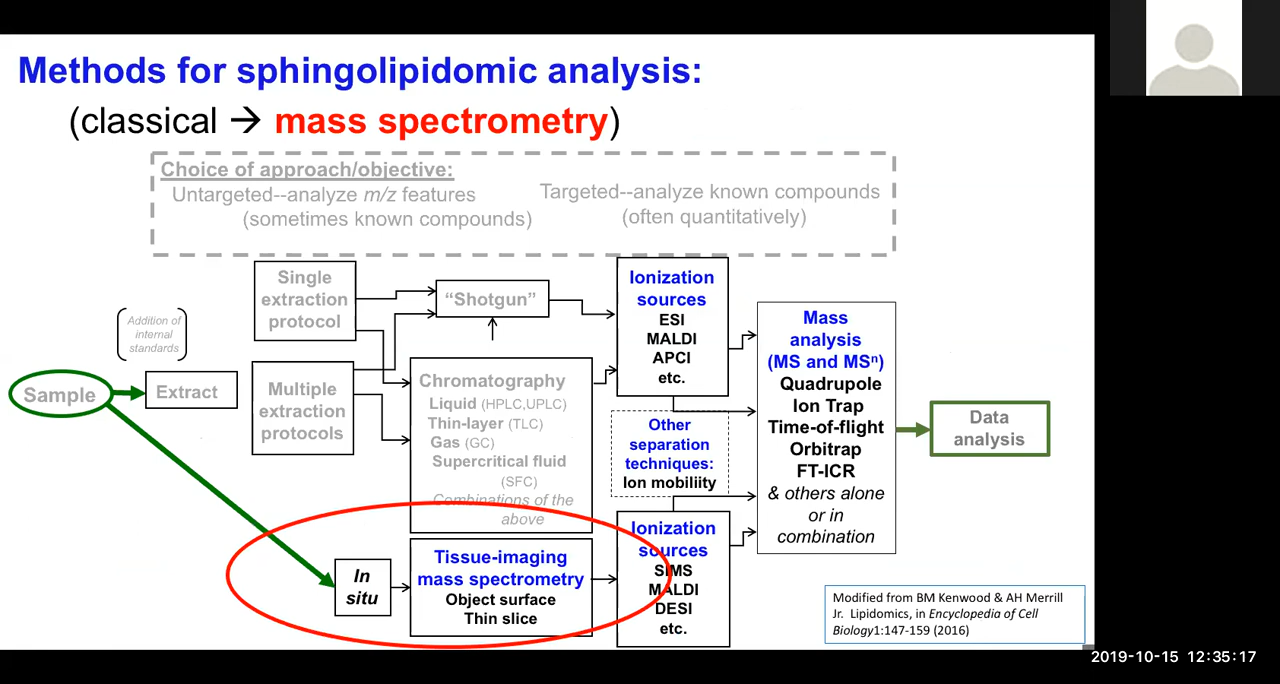 Methods for sphingolipidomic analysis:
(classical → mass spectrometry)
Choice of approach/objective:
Untargeted--analyze m/z features
(sometimes known compounds)
Targeted--analyze known compounds
(often quantitatively)
Sample
Addition of
internal
standards
Extract
Single
extraction
protocol
Multiple
extraction
protocols
“Shotgun”
Chromatography
Liquid (HPLC,UPLC)
Thin-layer (TLC)
Gas (GC)
Supercritical fluid
(SFC)
Combinations of the
above
In
situ
Tissue-imaging
mass spectrometry
Object surface
Thin slice
Ionization
sources
ESI
MALDI
APCI
etc.
Other
separation
techniques:
Ion mobiliity
Ionization
sources
SIMS
MALDI
DESI
etc.
Mass
analysis
(MS and MSⁿ)
Quadrupole
Ion Trap
Time-of-flight
Orbitrap
FT-ICR
& others alone
or in
combination
Data
analysis
Modified from BM Kenwood & AH Merrill
Jr. Lipidomics, in Encyclopedia of Cell
Biology1:147-159 (2016)
2019-10-15 12:35:17